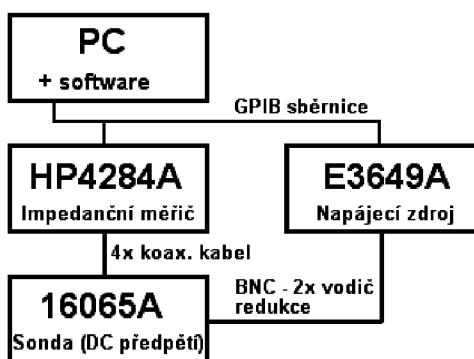 PC
+ software
GPIB sběrnice
HP4284A
Impedanční měřič
E3649A
Napájecí zdroj
4x koax. kabel
BNC - 2x vodič
redukce
16065A
Sonda (DC předpětí)